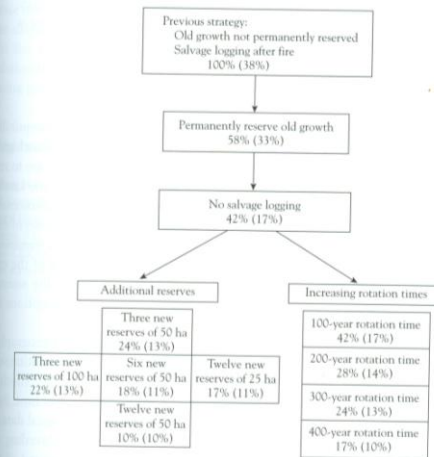 Previous strategy:
Old growth not permanently reserved
Salvage logging after fire
100% (38%)
Permanently reserve old growth
58% (33%)
No salvage logging
42% (17%)
Additional reserves
Three new
reserves of 50 ha
24% (13%)
Three new
reserves of 100 ha
22% (13%)
Six new
reserves of 50 ha
18% (11%)
Twelve new
reserves of 25 ha
17% (11%)
Twelve new
reserves of 50 ha
10% (10%)
Increasing rotation times
100-year rotation time
42% (17%)
200-year rotation time
28% (14%)
300-year rotation time
24% (13%)
400-year rotation time
17% (10%)